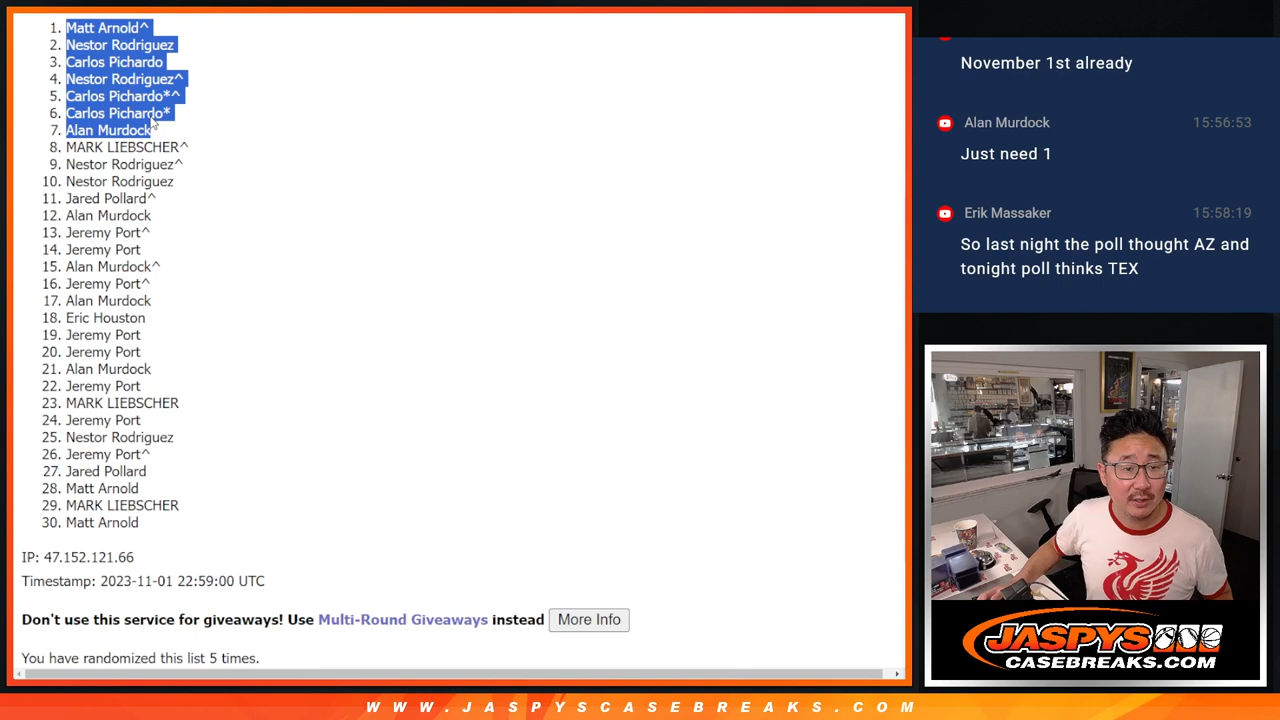 1. Matt Arnold^
2. Nestor Rodriguez
3. Carlos Pichardo
4. Nestor Rodriguez^
5. Carlos Pichardo*^
6. Carlos Pichardo*
7. Alan Murdock
8. MARK LIEBSCHER^
9. Nestor Rodriguez^
10. Nestor Rodriguez
11. Jared Pollard^
12. Alan Murdock
13. Jeremy Port^
14. Jeremy Port
15. Alan Murdock^
16. Jeremy Port^
17. Alan Murdock
18. Eric Houston
19. Jeremy Port
20. Jeremy Port
21. Alan Murdock
22. Jeremy Port
23. MARK LIEBSCHER
24. Jeremy Port
25. Nestor Rodriguez
26. Jeremy Port^
27. Jared Pollard
28. Matt Arnold
29. MARK LIEBSCHER
30. Matt Arnold
IP: 47.152.121.66
Timestamp: 2023-11-01 22:59:00 UTC
Don't use this service for giveaways! Use Multi-Round Giveaways instead More Info
You have randomized this list 5 times.
November 1st already
Alan Murdock 15:56:53
Just need 1
Erik Massaker 15:58:19
So last night the poll thought AZ and
tonight poll thinks TEX
JASPYS
CASEBREAKS.COM
WWW.JASPYSCASEBREAKS.COM